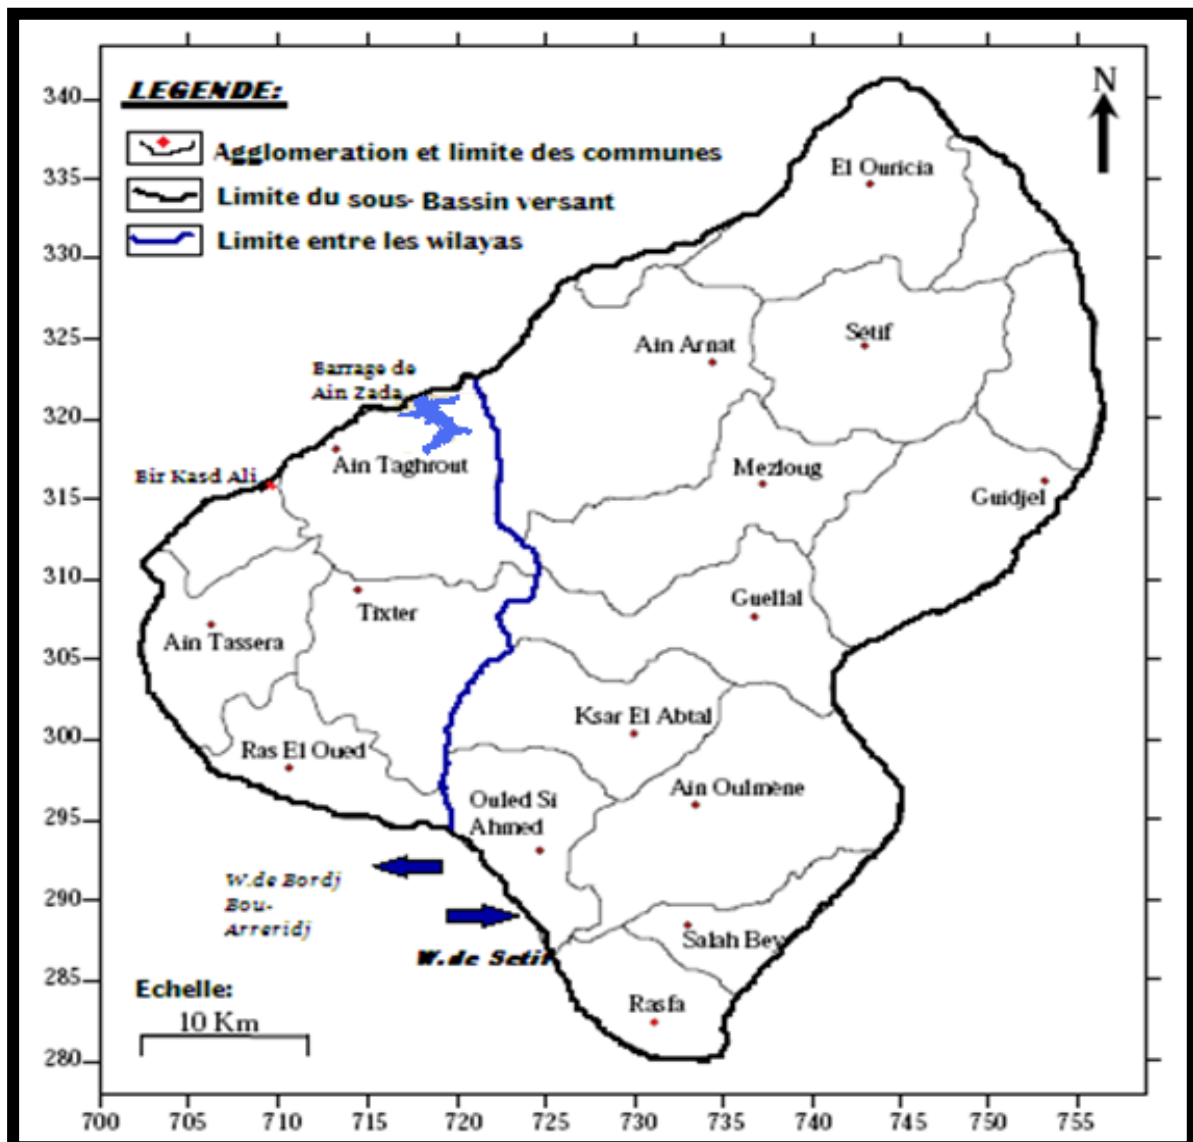 LEGENDE:
Agglomeration et limite des communes
Limite du sous- Bassin versant
Limite entre les wilayas
N
340
335
330
325
320
315
310
305
300
295
290
285
280
El Ouricia
Setif
Ain Arnat
Barrage de
Ain Zada
Ain Taghrout
Bir Kasd Ali
Mezloug
Guidjel
Guellal
Tixter
Ain Tassera
Ksar El Abtal
Ras El Oued
Ain Oulmène
Ouled Si
Ahmed
W.de Bordj
Bou-
Arreridj
W.de Setif
Salah Bey
Rasfa
Echelle:
10 Km
700 705 710 715 720 725 730 735 740 745 750 755